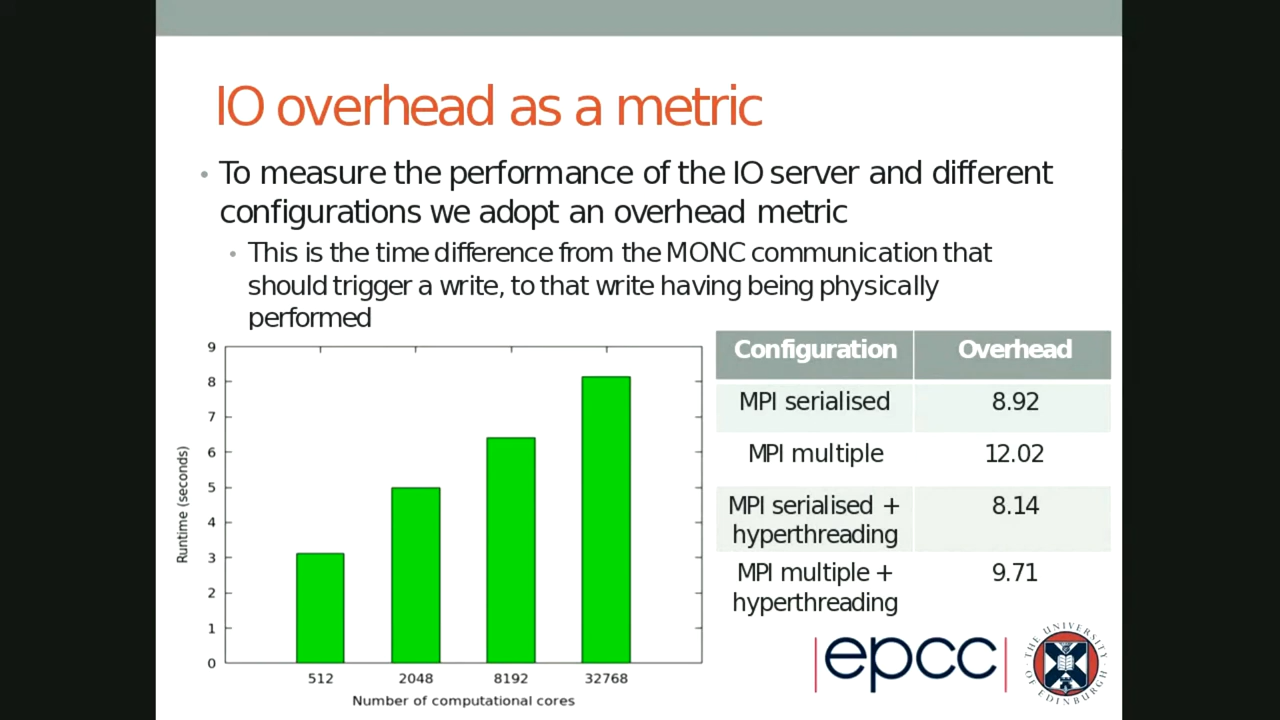 IO overhead as a metric
• To measure the performance of the IO server and different
configurations we adopt an overhead metric
• This is the time difference from the MONC communication that
should trigger a write, to that write having being physically
performed
9
8
7
6
5
4
3
2
1
0
Runtime (seconds)
512 2048 8192 32768
Number of computational cores
Configuration Overhead
MPI serialised 8.92
MPI multiple 12.02
MPI serialised + 8.14
hyperthreading
MPI multiple + 9.71
hyperthreading
epcc
THE UNIVERSITY OF EDINBURGH